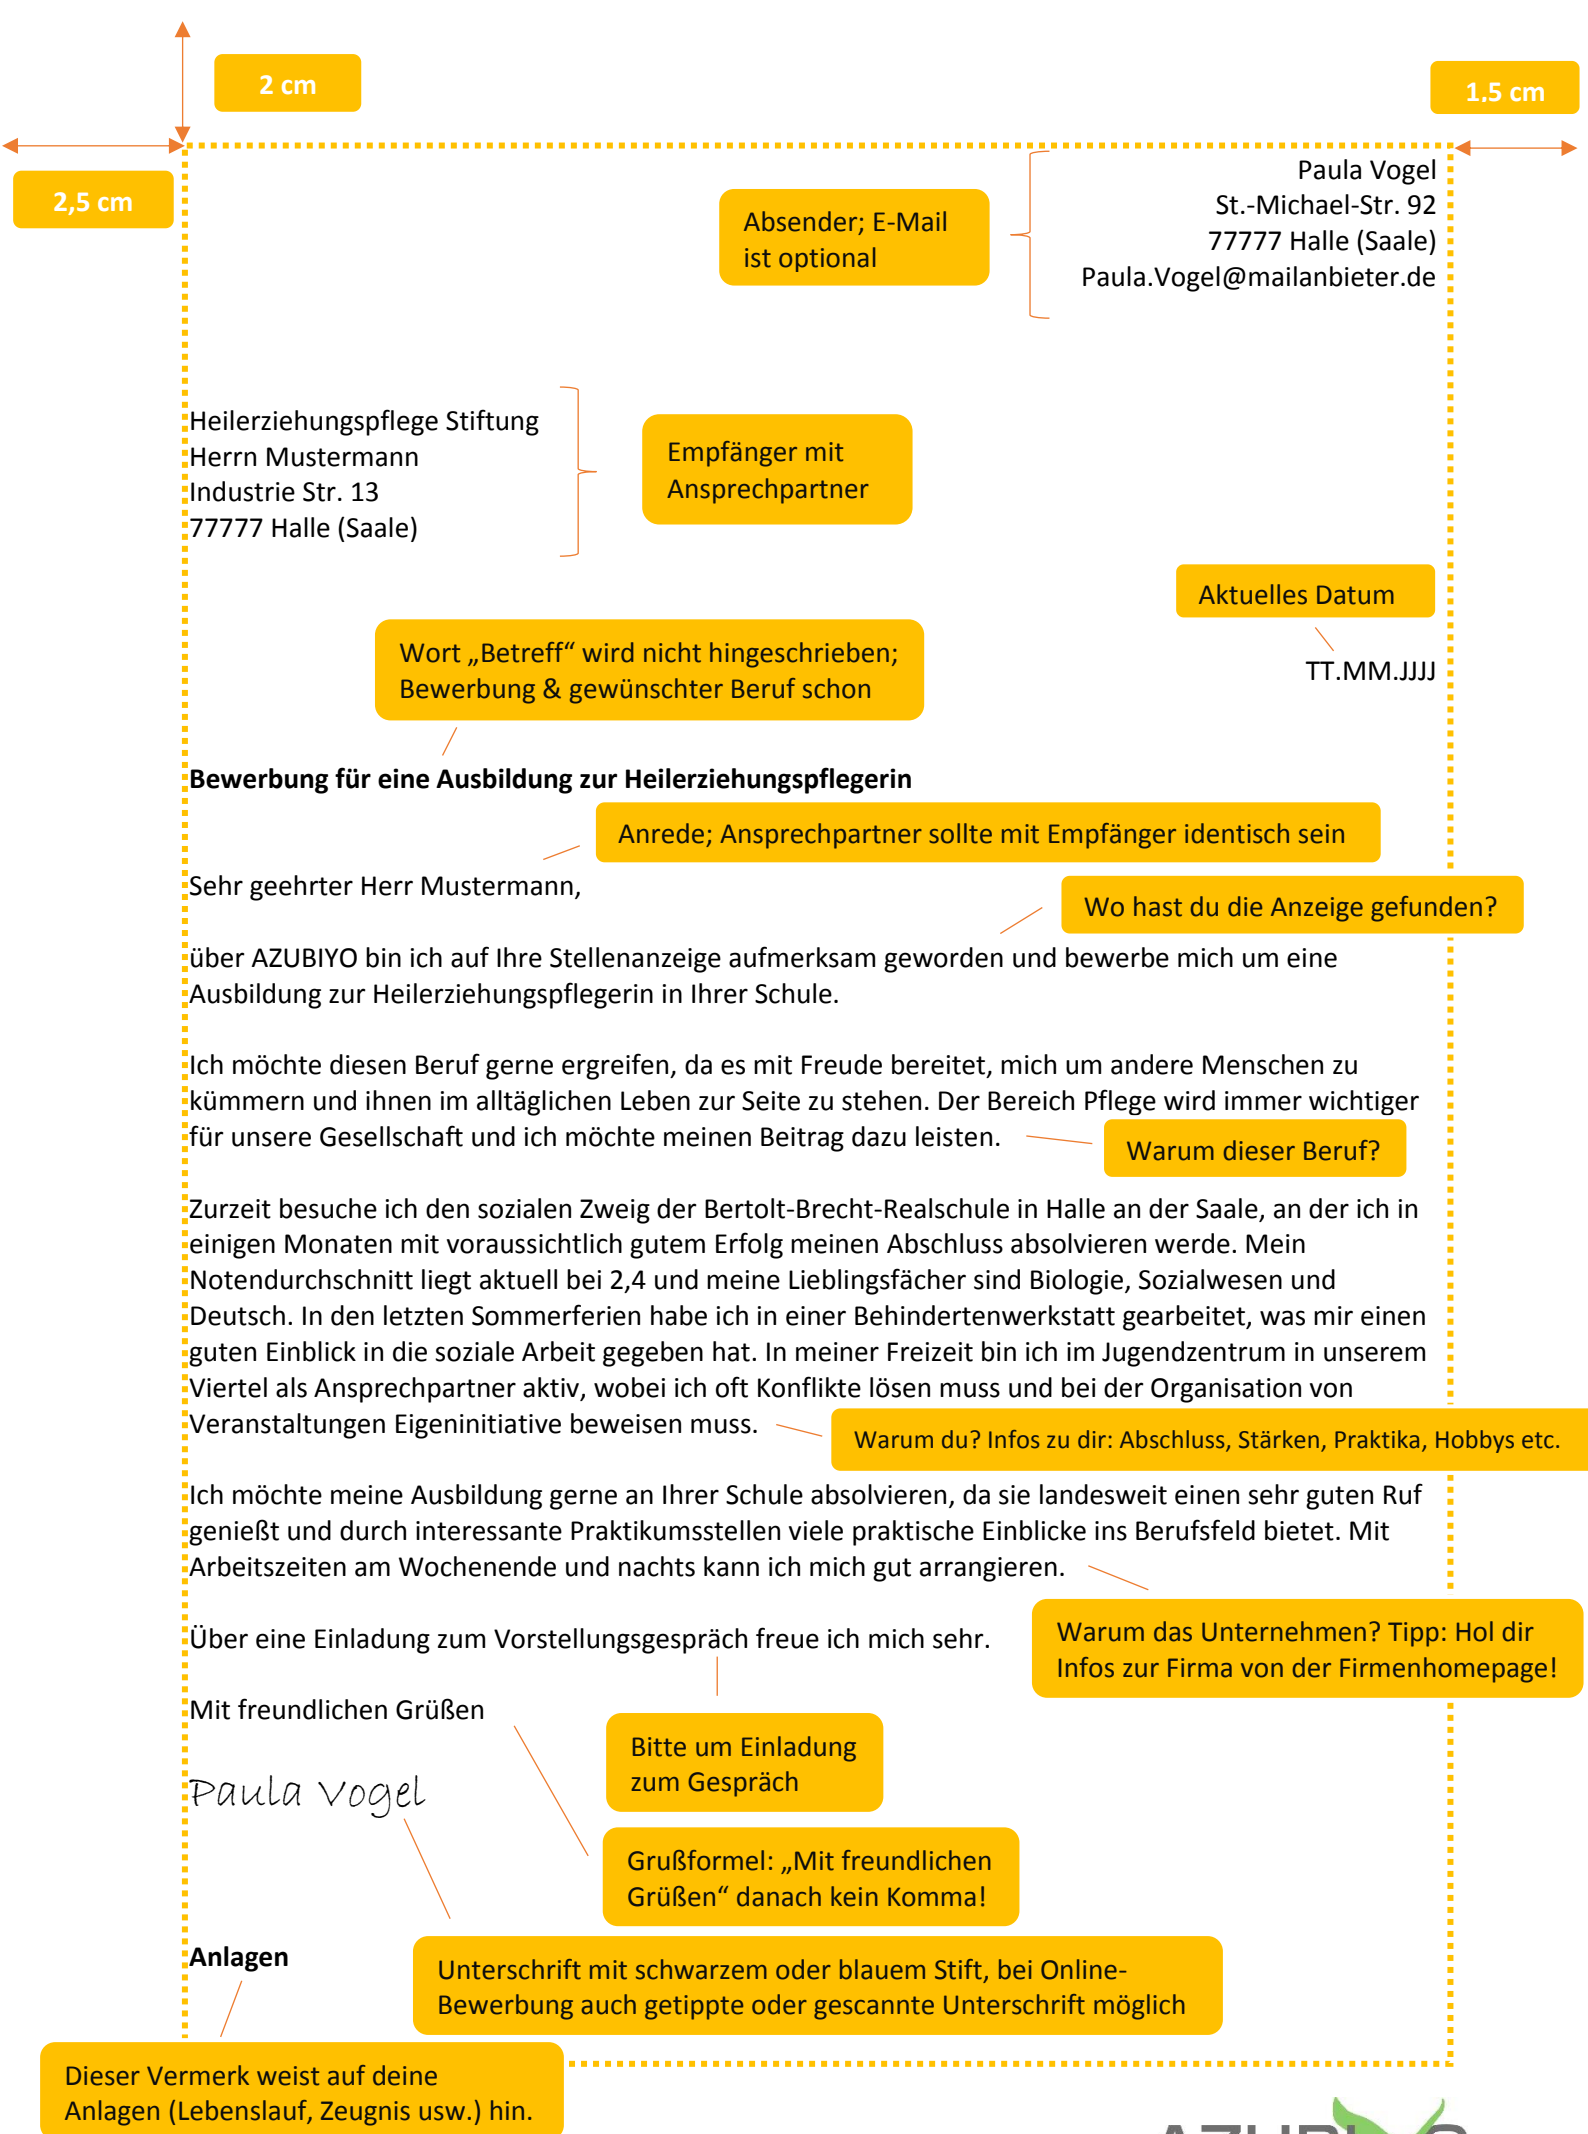 2 cm
1,5 cm
2,5 cm
Absender; E-Mail
ist optional
Paula Vogel
St.-Michael-Str. 92
77777 Halle (Saale)
Paula.Vogel@mailanbieter.de
Heilerziehungspflege Stiftung
Herrn Mustermann
Industrie Str. 13
77777 Halle (Saale)
Empfänger mit
Ansprechpartner
Aktuelles Datum
TT.MM.JJJJ
Wort „Betreff“ wird nicht hingeschrieben;
Bewerbung & gewünschter Beruf schon
Bewerbung für eine Ausbildung zur Heilerziehungspflegerin
Anrede; Ansprechpartner sollte mit Empfänger identisch sein
Sehr geehrter Herr Mustermann,
Wo hast du die Anzeige gefunden?
über AZUBIYO bin ich auf Ihre Stellenanzeige aufmerksam geworden und bewerbe mich um eine
Ausbildung zur Heilerziehungspflegerin in Ihrer Schule.
Ich möchte diesen Beruf gerne ergreifen, da es mit Freude bereitet, mich um andere Menschen zu
kümmern und ihnen im alltäglichen Leben zur Seite zu stehen. Der Bereich Pflege wird immer wichtiger
für unsere Gesellschaft und ich möchte meinen Beitrag dazu leisten.
Warum dieser Beruf?
Zurzeit besuche ich den sozialen Zweig der Bertolt-Brecht-Realschule in Halle an der Saale, an der ich in
einigen Monaten mit voraussichtlich gutem Erfolg meinen Abschluss absolvieren werde. Mein
Notendurchschnitt liegt aktuell bei 2,4 und meine Lieblingsfächer sind Biologie, Sozialwesen und
Deutsch. In den letzten Sommerferien habe ich in einer Behindertenwerkstatt gearbeitet, was mir einen
guten Einblick in die soziale Arbeit gegeben hat. In meiner Freizeit bin ich im Jugendzentrum in unserem
Viertel als Ansprechpartner aktiv, wobei ich oft Konflikte lösen muss und bei der Organisation von
Veranstaltungen Eigeninitiative beweisen muss.
Warum du? Infos zu dir: Abschluss, Stärken, Praktika, Hobbys etc.
Ich möchte meine Ausbildung gerne an Ihrer Schule absolvieren, da sie landesweit einen sehr guten Ruf
genießt und durch interessante Praktikumsstellen viele praktische Einblicke ins Berufsfeld bietet. Mit
Arbeitszeiten am Wochenende und nachts kann ich mich gut arrangieren.
Warum das Unternehmen? Tipp: Hol dir
Infos zur Firma von der Firmenhomepage!
Über eine Einladung zum Vorstellungsgespräch freue ich mich sehr.
Mit freundlichen Grüßen
Bitte um Einladung
zum Gespräch
Paula Vogel
Grußformel: „Mit freundlichen
Grüßen“ danach kein Komma!
Anlagen
Unterschrift mit schwarzem oder blauem Stift, bei Online-
Bewerbung auch getippte oder gescannte Unterschrift möglich
Dieser Vermerk weist auf deine
Anlagen (Lebenslauf, Zeugnis usw.) hin.
AZUBIYO